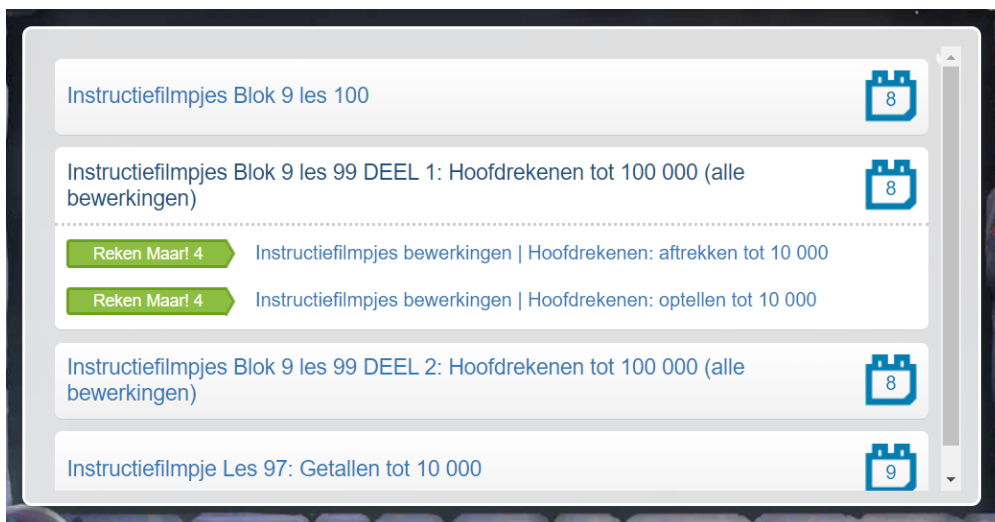 Instructiefilmpjes Blok 9 les 100
8
Instructiefilmpjes Blok 9 les 99 DEEL 1: Hoofdrekenen tot 100 000 (alle
bewerkingen)
8
Reken Maar! 4
Instructiefilmpjes bewerkingen | Hoofdrekenen: aftrekken tot 10 000
Reken Maar! 4
Instructiefilmpjes bewerkingen | Hoofdrekenen: optellen tot 10 000
Instructiefilmpjes Blok 9 les 99 DEEL 2: Hoofdrekenen tot 100 000 (alle
bewerkingen)
8
Instructiefilmpje Les 97: Getallen tot 10 000
9